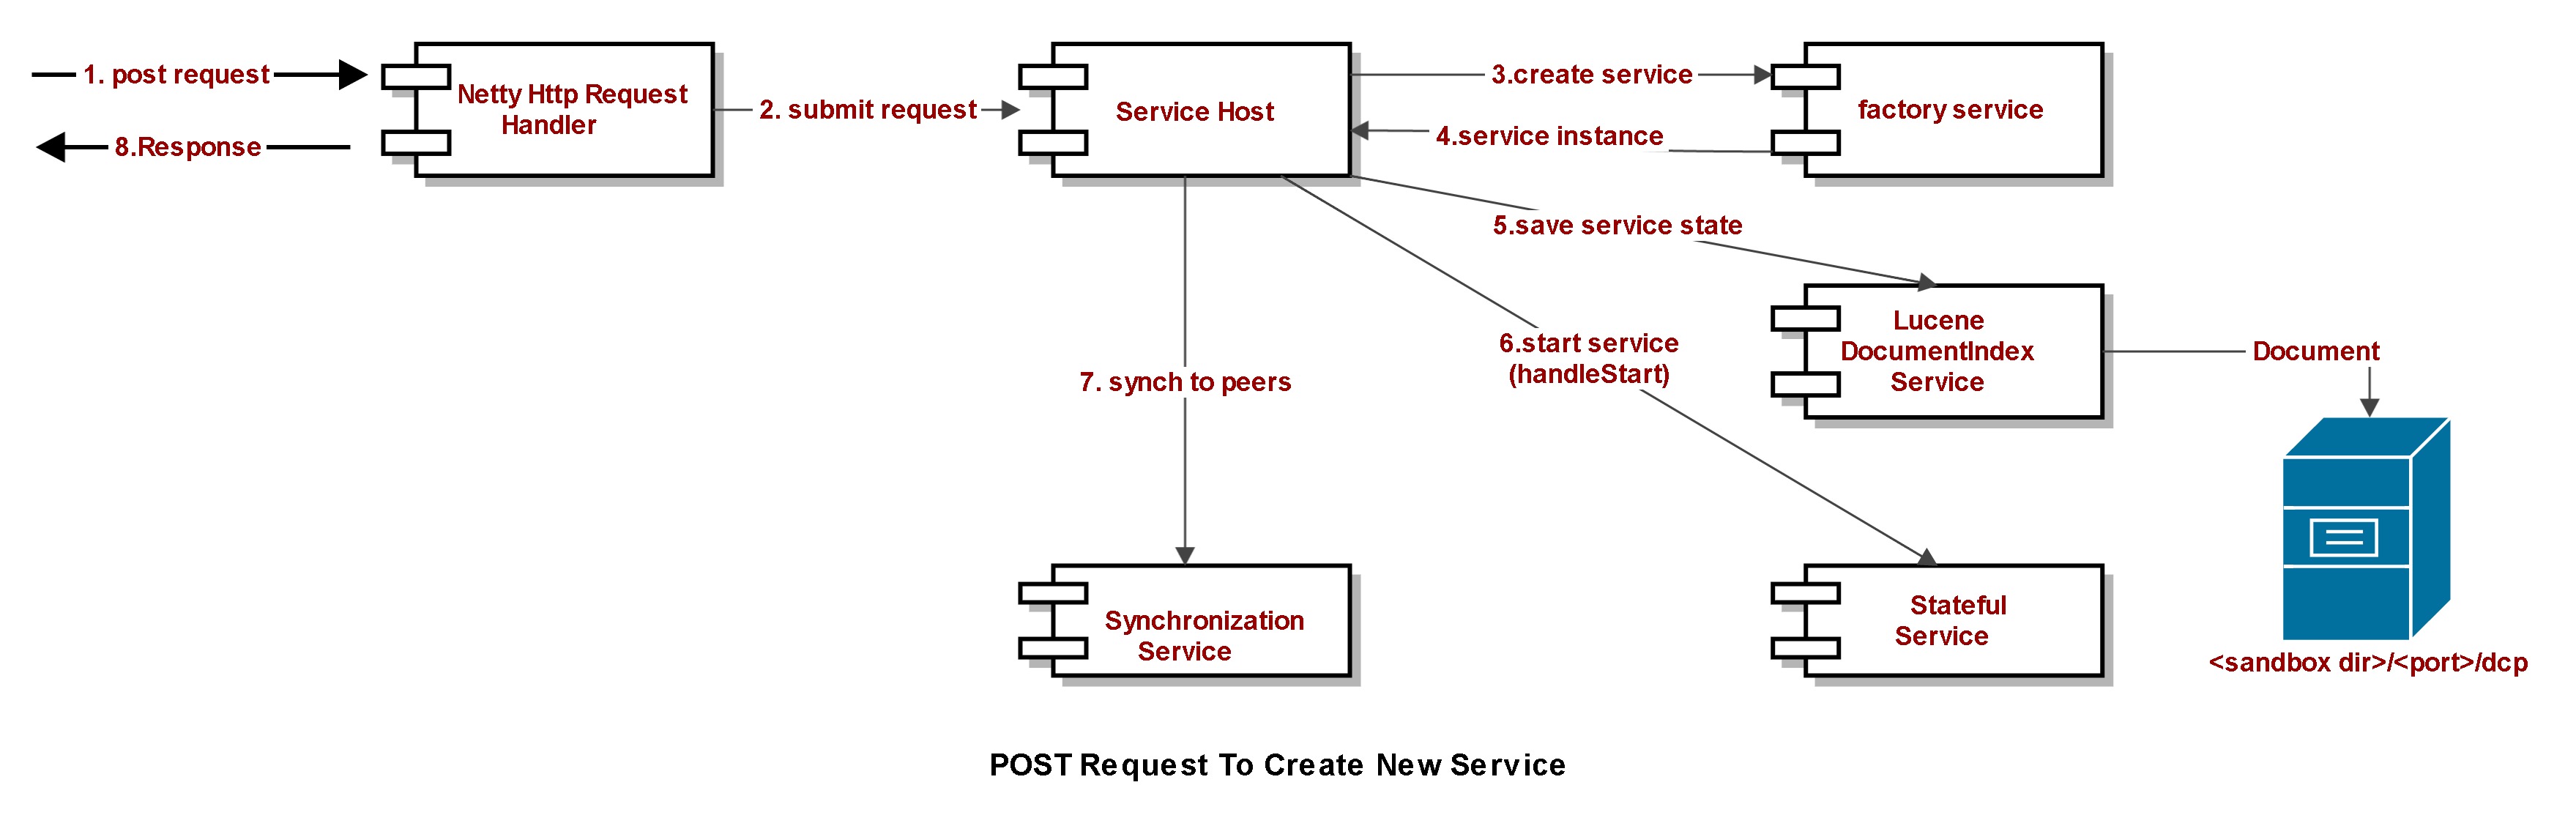 1. post request
8.Response
Netty Http Request
Handler
2. submit request
Service Host
3.create service
4.service instance
factory service
5.save service state
Lucene
DocumentIndex
Service
Document
6.start service
(handleStart)
7. synch to peers
Synchronization
Service
Stateful
Service
<sandbox dir>/<port>/dcp
POST Request To Create New Service